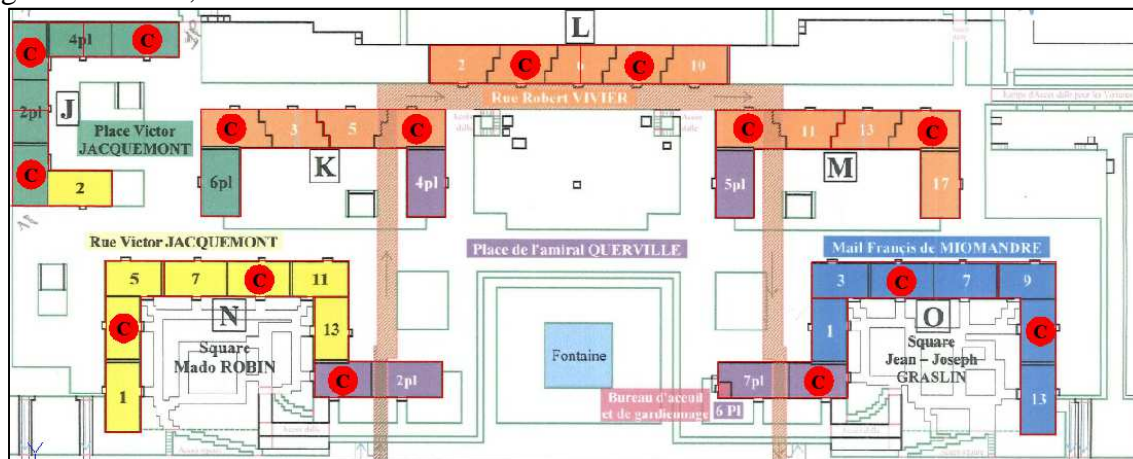 L
4pl
C
C
2
C
6
C
10
2pl
J
Rue Robert VIVIER
Place Victor
JACQUEMONT
C
3
5
C
C
11
13
C
C
2
6pl
K
4pl
5pl
M
17
Rue Victor JACQUEMONT
Place de l'amiral QUERVILLE
Mail Francis de MIOMANDRE
5
7
C
11
3
C
7
9
C
N
13
1
O
C
Square
Mado ROBIN
Fontaine
Square
Jean - Joseph
GRASLIN
1
C
2pl
7pl
C
13
Bureau d'aceuil
et de gardiennage
6 Pl